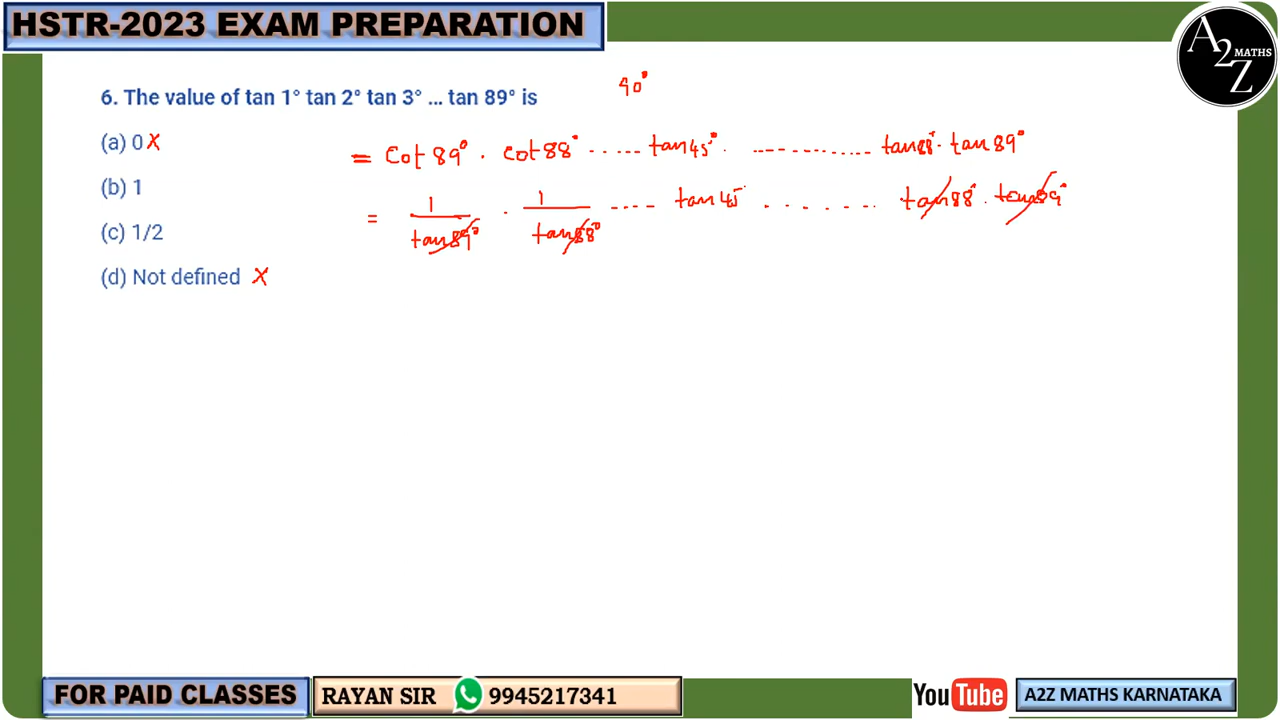 HSTR-2023 EXAM PREPARATION
A2Z MATHS
90°
6. The value of tan 1° tan 2° tan 3° ... tan 89° is
(a) 0 x
= cot 89° . cot 88° ..... tan 45° . ............ tan 88° . tan 89°
(b) 1
= 1/tan 89° . 1/tan 88° .... tan 45° ....... tan 88° . tan 89°
(c) 1/2
(d) Not defined x
FOR PAID CLASSES
RAYAN SIR 9945217341
YouTube
A2Z MATHS KARNATAKA